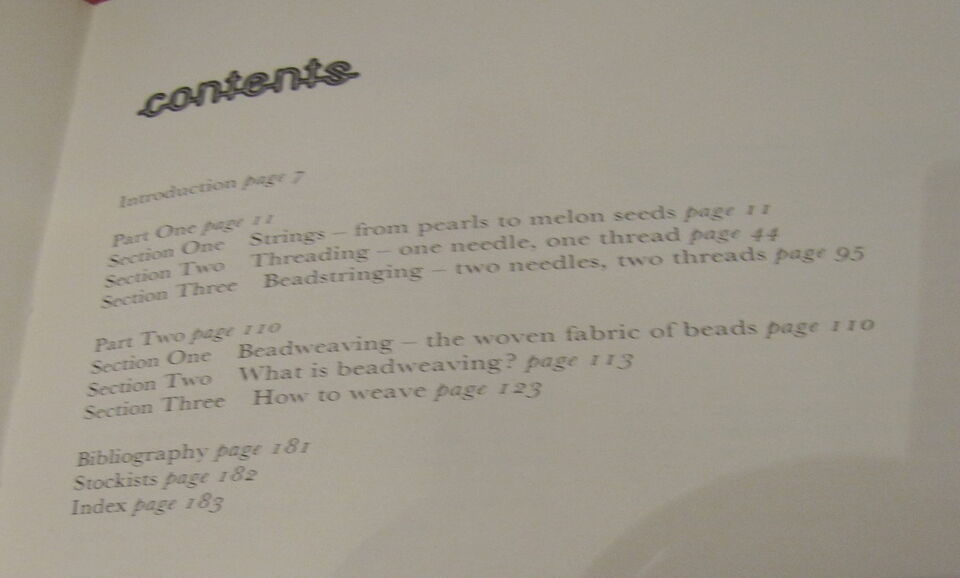 contents
Introduction page 7
Part One page 11
Section One Strings – from pearls to melon seeds page 11
Section Two Threading – one needle, one thread page 44
Section Three Beadstringing – two needles, two threads page 95
Part Two page 110
Section One Beadweaving – the woven fabric of beads page 110
Section Two What is beadweaving? page 113
Section Three How to weave page 123
Bibliography page 181
Stockists page 182
Index page 183